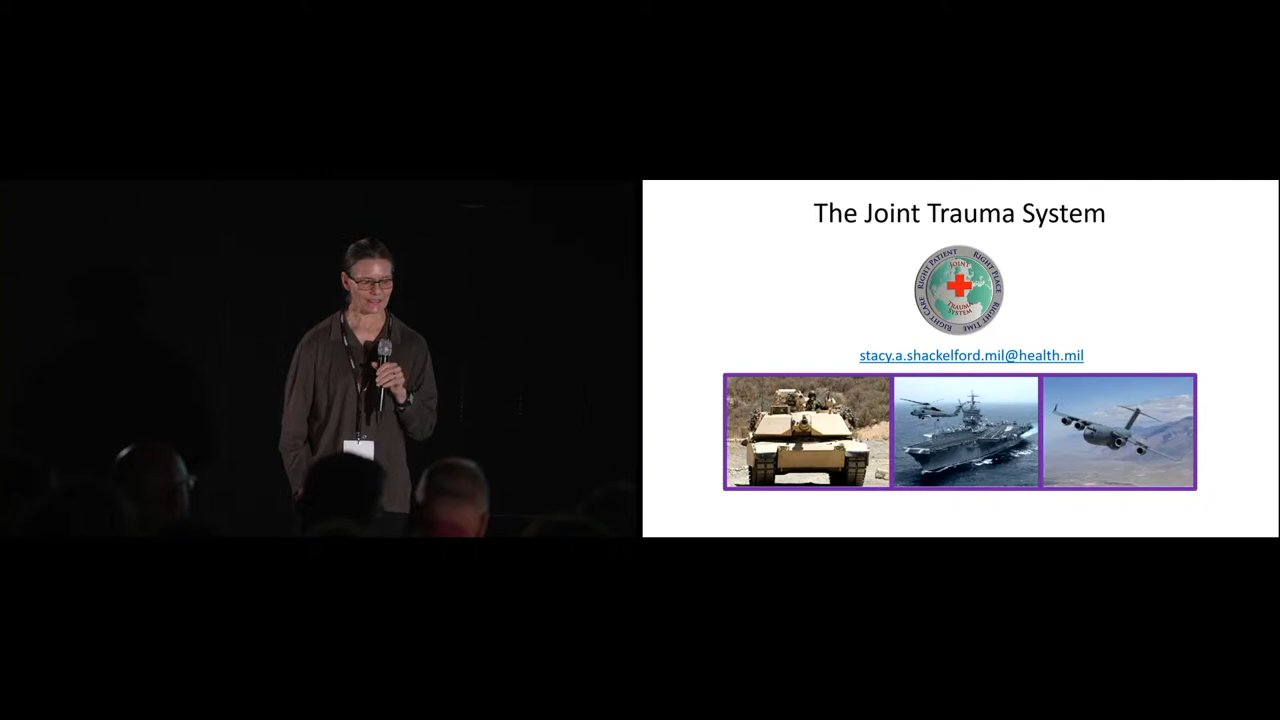 The Joint Trauma System
RIGHT PATIENT RIGHT PLACE RIGHT TIME RIGHT CARE
JOINT
TRAUMA
SYSTEM
stacy.a.shackelford.mil@health.mil